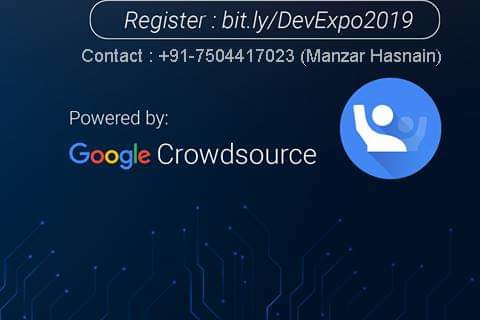 Register : bit.ly/DevExpo2019
Contact : +91-7504417023 (Manzar Hasnain)
Powered by:
Google Crowdsource